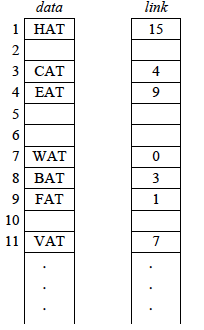 data link
1 HAT 15
2
3 CAT 4
4 EAT 9
5
6
7 WAT 0
8 BAT 3
9 FAT 1
10
11 VAT 7
. .
. .
. .